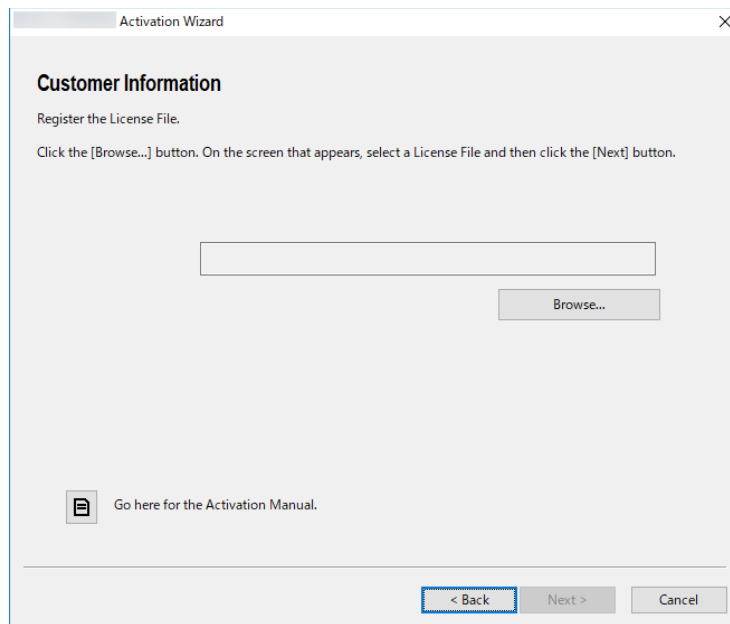 Activation Wizard
Customer Information
Register the License File.
Click the [Browse...] button. On the screen that appears, select a License File and then click the [Next] button.
Browse...
Go here for the Activation Manual.
< Back
Next >
Cancel